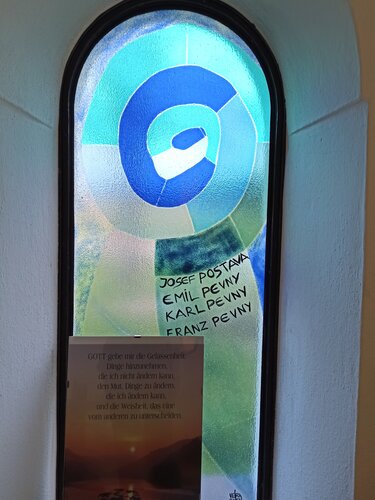 JOSEF POSTAVA
EMIL PEVNY
KARL PEVNY
FRANZ PEVNY
GOTT gebe mir die Gelassenheit,
Dinge hinzunehmen,
die ich nicht ändern kann,
den Mut, Dinge zu ändern,
die ich ändern kann,
und die Weisheit, das eine
vom anderen zu unterscheiden.